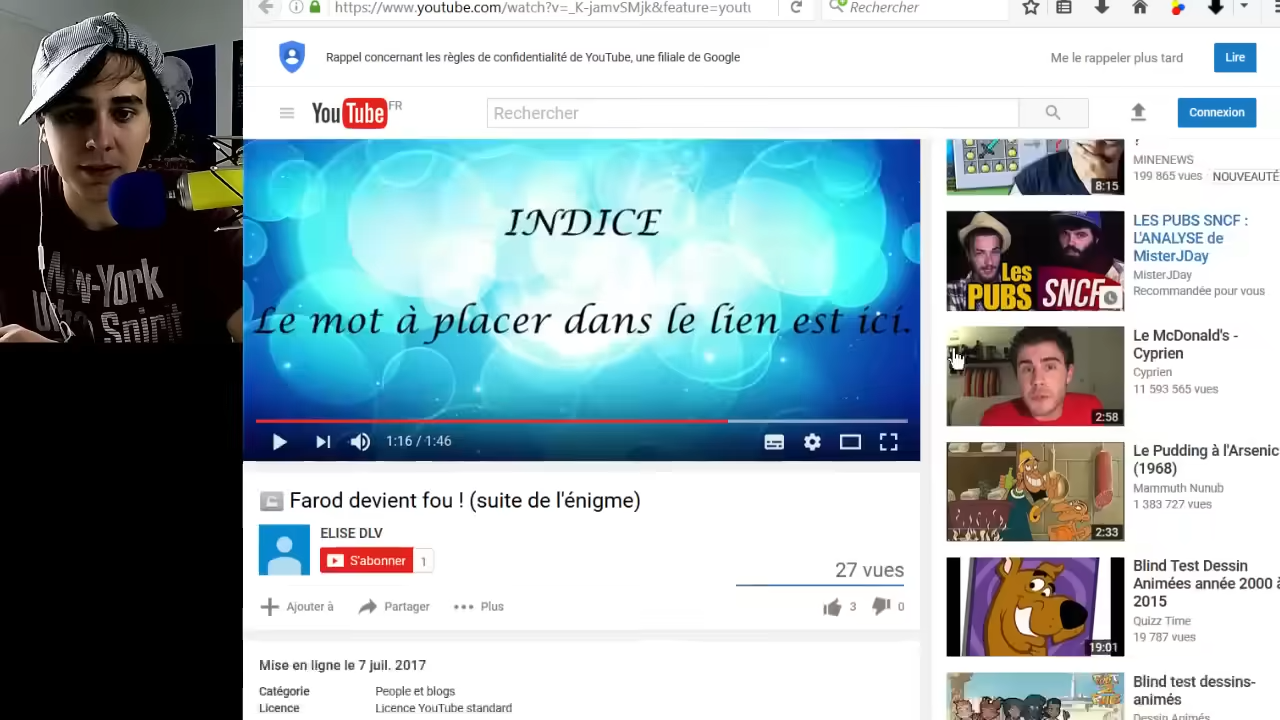 https://www.youtube.com/watch?v=_K-jamvSMjk&feature=youtu
Rechercher
Rappel concernant les règles de confidentialité de YouTube, une filiale de Google
Me le rappeler plus tard
Lire
YouTube FR
Rechercher
Connexion
INDICE
Le mot à placer dans le lien est ici.
1:16 / 1:46
Farod devient fou ! (suite de l'énigme)
ELISE DLV
S'abonner 1
27 vues
Ajouter à
Partager
Plus
3
0
Mise en ligne le 7 juil. 2017
Catégorie People et blogs
Licence Licence YouTube standard
?
MINENEWS
199 865 vues NOUVEAUTÉ
8:15
LES PUBS SNCF :
L'ANALYSE de
MisterJDay
MisterJDay
Recommandée pour vous
Les
PUBS SNCF
Le McDonald's -
Cyprien
Cyprien
11 593 565 vues
2:58
Le Pudding à l'Arsenic
(1968)
Mammuth Nunub
1 383 727 vues
2:33
Blind Test Dessin
Animées année 2000 à
2015
Quizz Time
19 787 vues
19:01
Blind test dessins-
animés
Dessin Animés
New-York
Urban Spirit